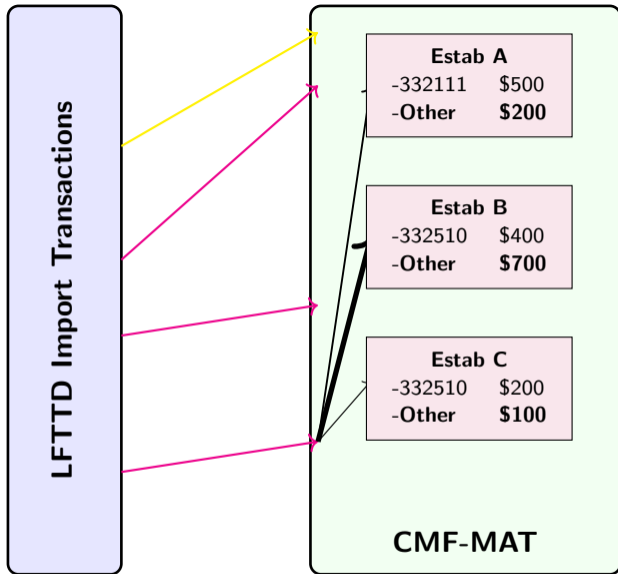 LFTTD Import Transactions
Estab A
-332111 $500
-Other $200
Estab B
-332510 $400
-Other $700
Estab C
-332510 $200
-Other $100
CMF-MAT